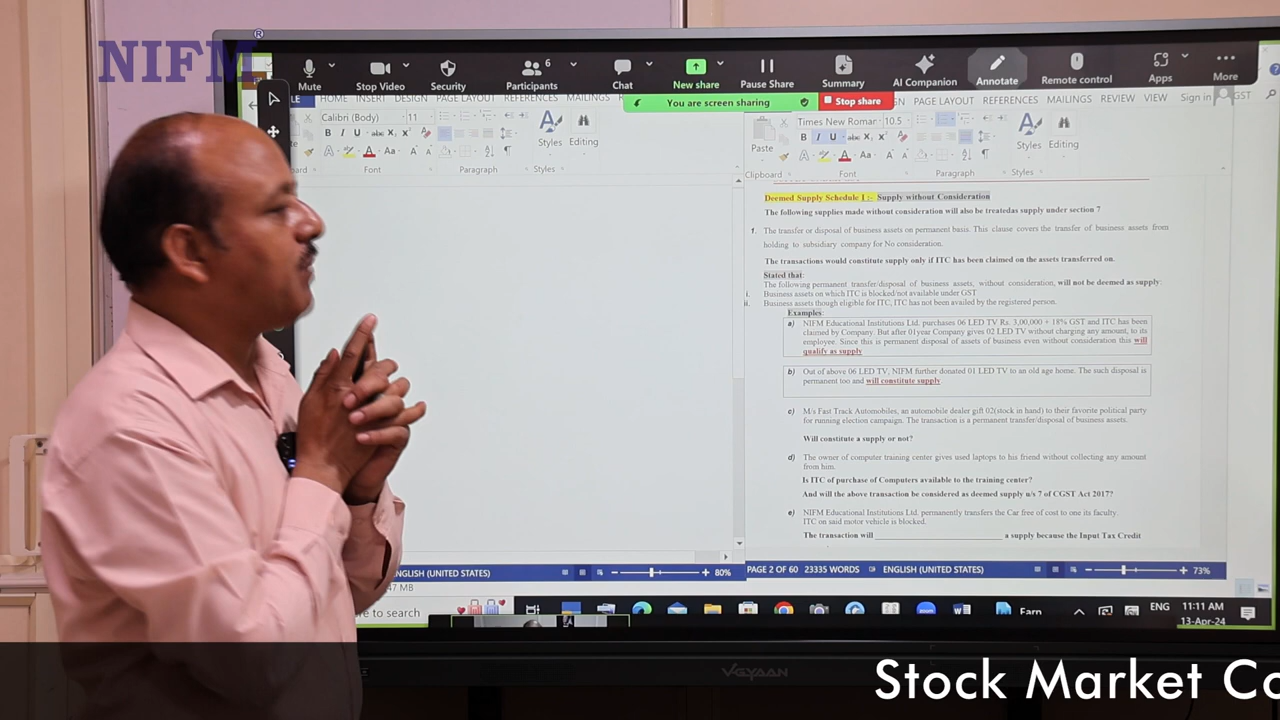 NIFM ®
Mute Stop Video Security Participants 6 Chat New share Pause Share Summary AI Companion Annotate Remote control Apps More
You are screen sharing Stop share
HOME INSERT DESIGN PAGE LAYOUT REFERENCES MAILINGS
PAGE LAYOUT REFERENCES MAILINGS REVIEW VIEW Sign in
Calibri (Body) 11
Styles Editing
Font Paragraph Styles
Times New Romar 10.5
Paste Styles Editing
Clipboard Font Paragraph Styles
Deemed Supply Schedule I :- Supply without Consideration
The following supplies made without consideration will also be treatedas supply under section 7
1. The transfer or disposal of business assets on permanent basis. This clause covers the transfer of business assets from
holding to subsidiary company for No consideration.
The transactions would constitute supply only if ITC has been claimed on the assets transferred on.
Stated that:
The following permanent transfer/disposal of business assets, without consideration, will not be deemed as supply:
i. Business assets on which ITC is blocked/not available under GST
ii. Business assets though eligible for ITC, ITC has not been availed by the registered person.
Examples:
a) NIFM Educational Institutions Ltd. purchases 06 LED TV Rs. 3,00,000 + 18% GST and ITC has been
claimed by Company. But after 01year Company gives 02 LED TV without charging any amount, to its
employee. Since this is permanent disposal of assets of business even without consideration this will
qualify as supply
b) Out of above 06 LED TV, NIFM further donated 01 LED TV to an old age home. The such disposal is
permanent too and will constitute supply
c) M/s Fast Track Automobiles, an automobile dealer gift 02(stock in hand) to their favorite political party
for running election campaign. The transaction is a permanent transfer/disposal of business assets.
Will constitute a supply or not?
d) The owner of computer training center gives used laptops to his friend without collecting any amount
from him.
Is ITC of purchase of Computers available to the training center?
And will the above transaction be considered as deemed supply u/s 7 of CGST Act 2017?
e) NIFM Educational Institutions Ltd. permanently transfers the Car free of cost to one its faculty.
ITC on said motor vehicle is blocked.
The transaction will ______________________ a supply because the Input Tax Credit
NGLISH (UNITED STATES) 80%
PAGE 2 OF 60 23335 WORDS ENGLISH (UNITED STATES) 73%
47 MB
re to search
Earn ENG 11:11 AM
13-Apr-24
VGYAAN
Stock Market Co